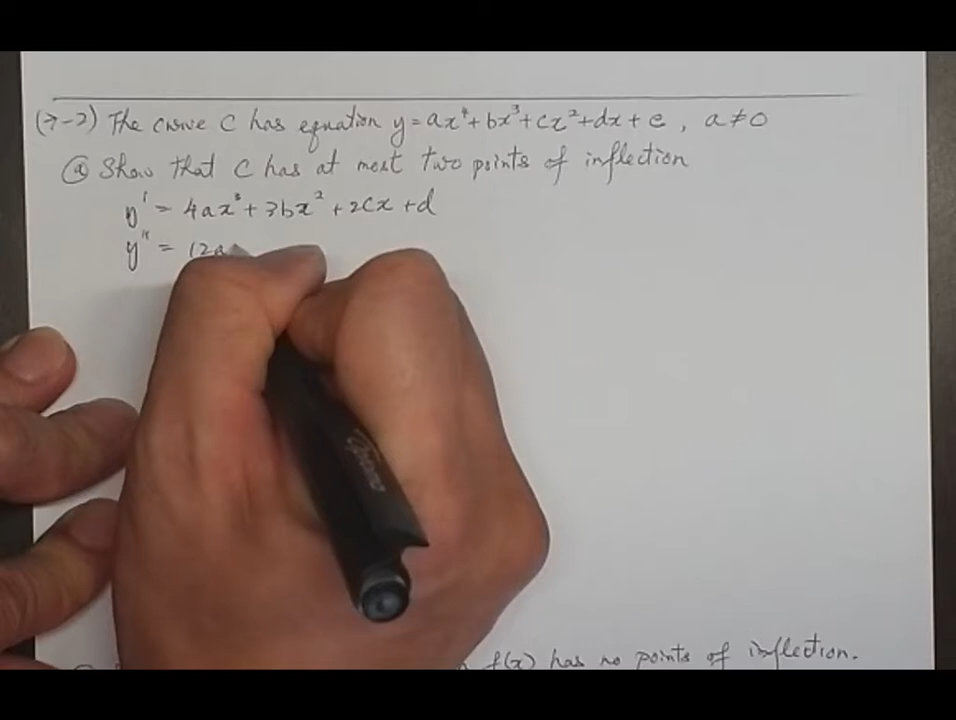 (7-2) The curve C has equation y = ax⁴ + bx³ + cx² + dx + e , a ≠ 0
ⓐ Show that C has at most two points of inflection
y' = 4ax³ + 3bx² + 2cx + d
y'' = 12a
f(x) has no points of inflection.